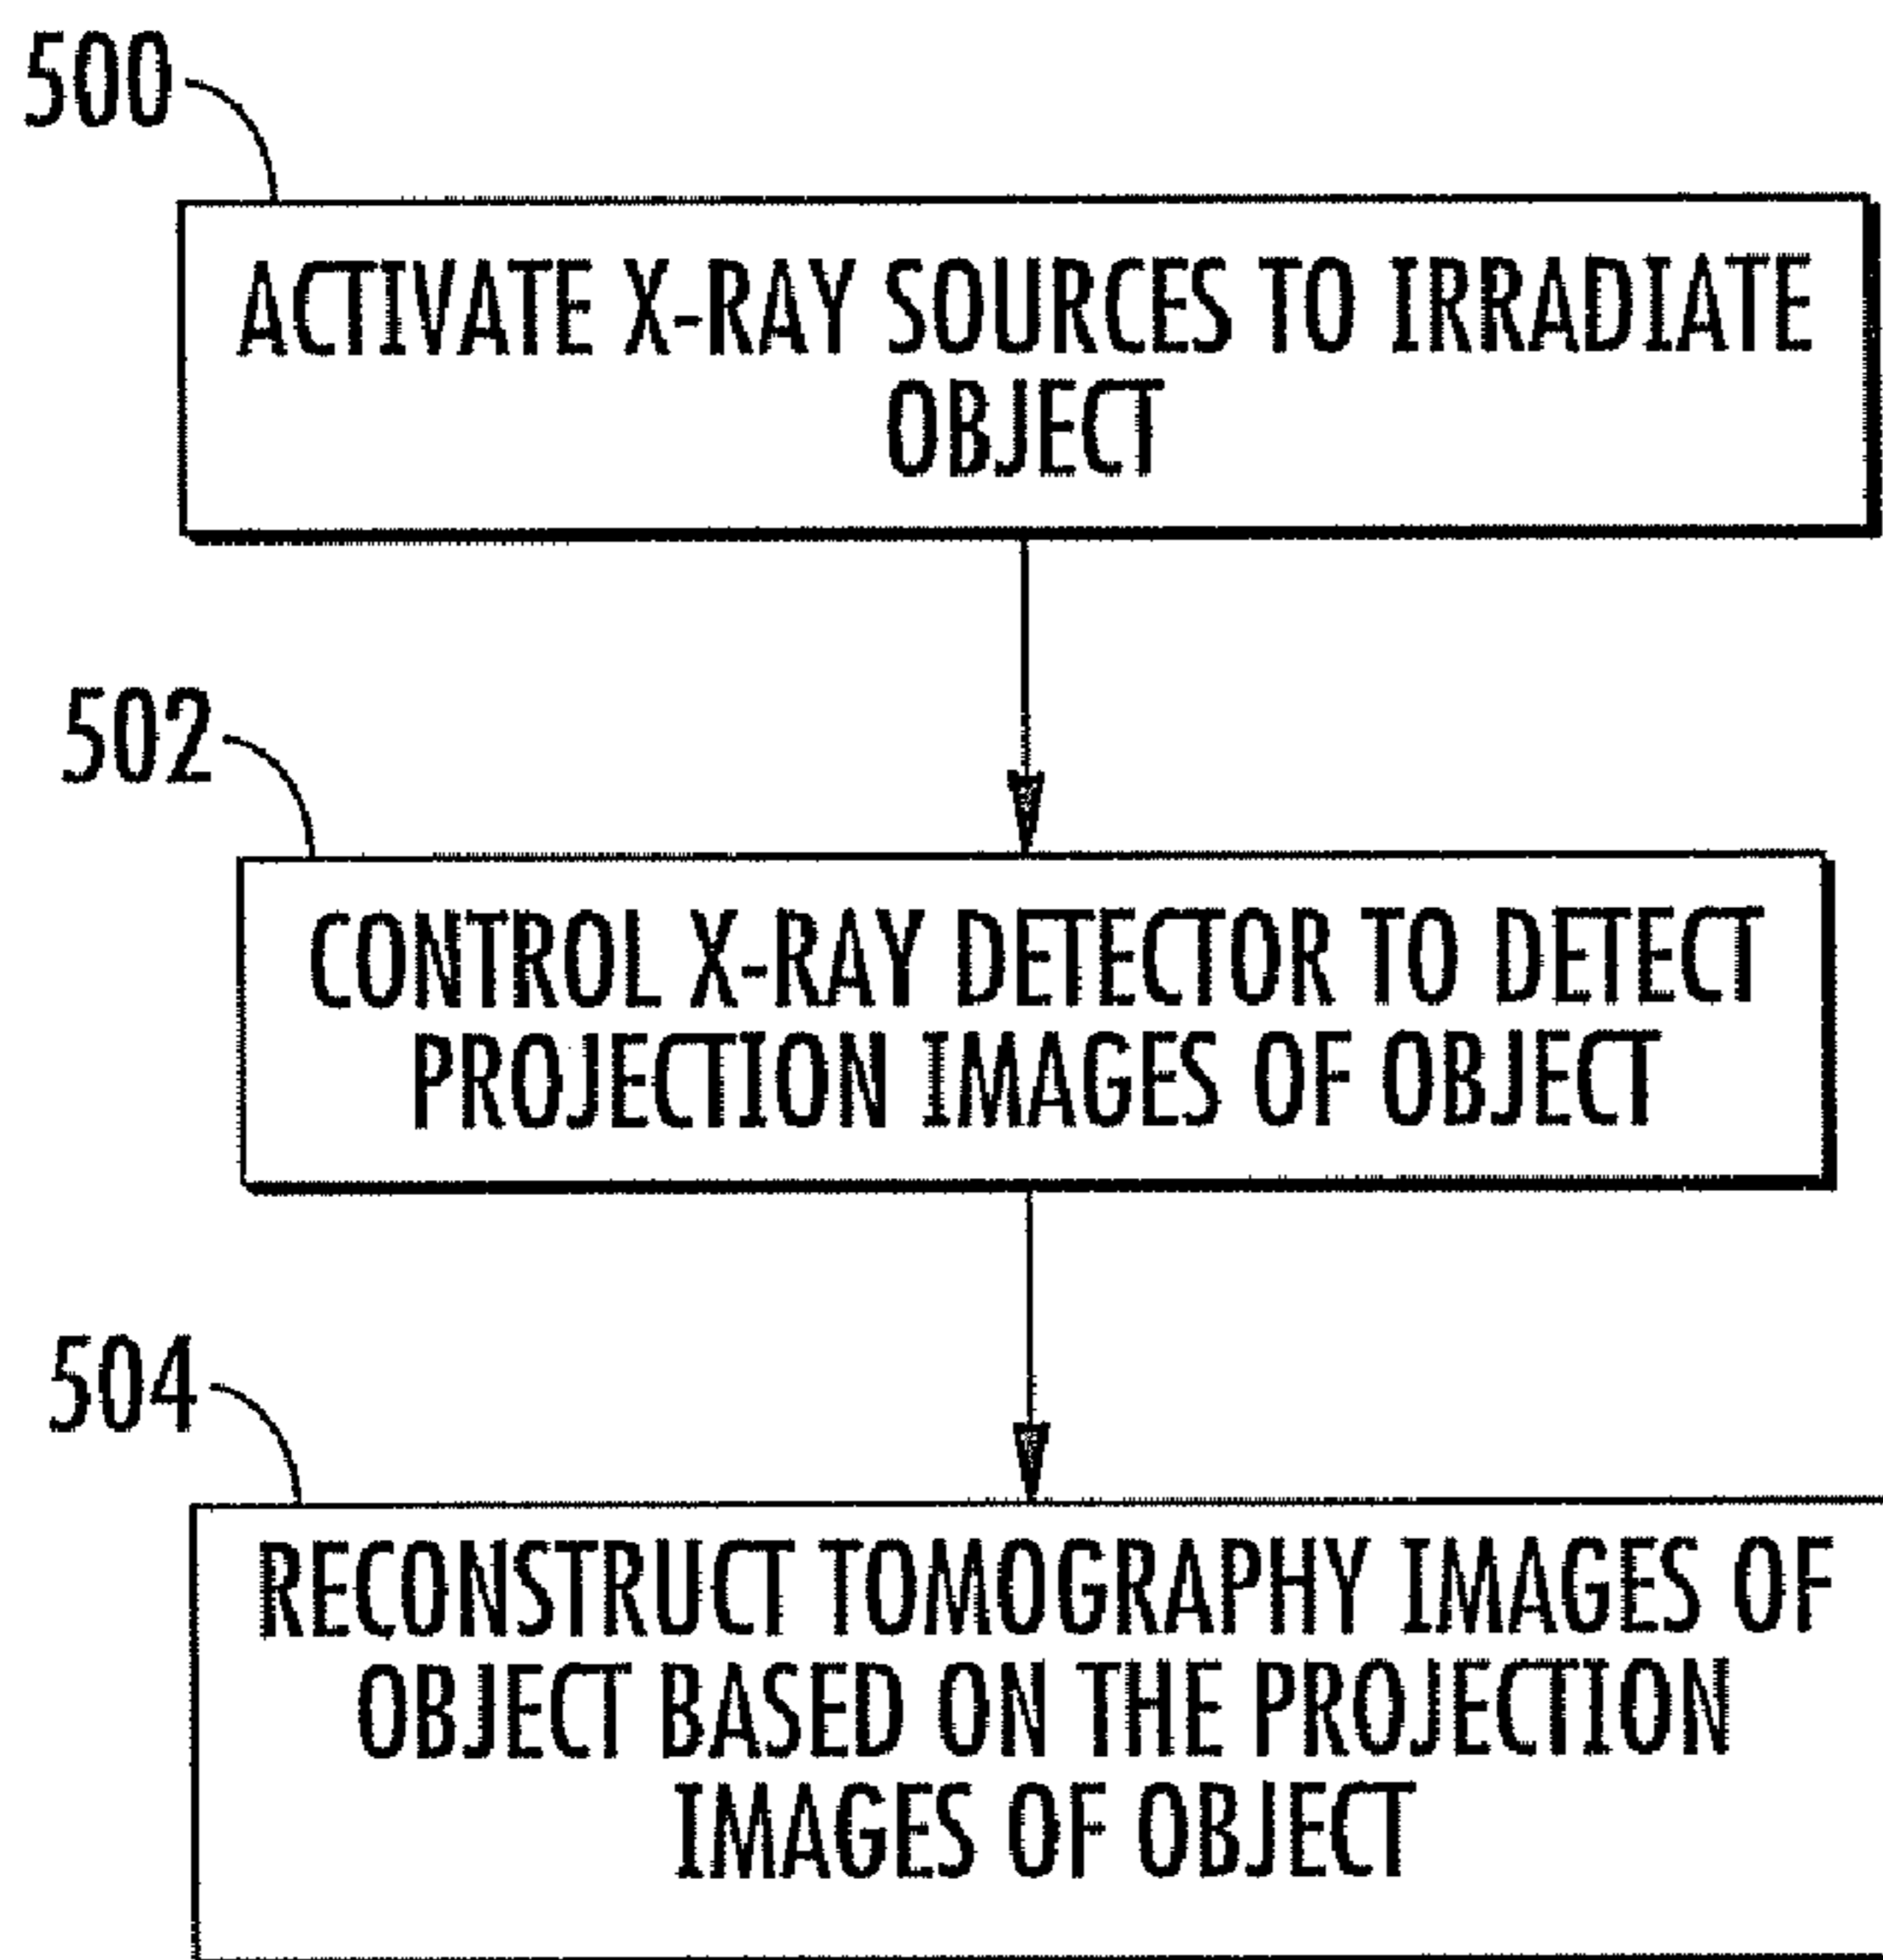 500
ACTIVATE X-RAY SOURCES TO IRRADIATE
OBJECT
502
CONTROL X-RAY DETECTOR TO DETECT
PROJECTION IMAGES OF OBJECT
504
RECONSTRUCT TOMOGRAPHY IMAGES OF
OBJECT BASED ON THE PROJECTION
IMAGES OF OBJECT